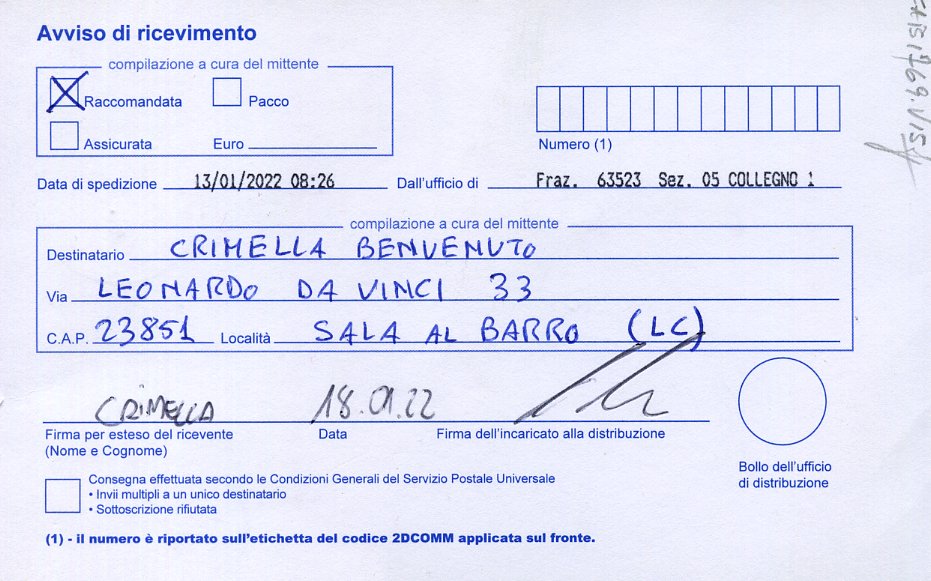 Avviso di ricevimento
compilazione a cura del mittente
Raccomandata Pacco
Assicurata Euro
Numero (1)
Data di spedizione 13/01/2022 08:26 Dall'ufficio di Fraz. 63523 Sez. 05 COLLEGNO 1
compilazione a cura del mittente
Destinatario CRIMELLA BENVENUTO
Via LEONARDO DA VINCI 33
C.A.P. 23851 Località SALA AL BARRO (LC)
CRIMELLA 18.01.22
Firma per esteso del ricevente Data Firma dell'incaricato alla distribuzione
(Nome e Cognome)
Bollo dell'ufficio
di distribuzione
Consegna effettuata secondo le Condizioni Generali del Servizio Postale Universale
• Invii multipli a un unico destinatario
• Sottoscrizione rifiutata
(1) - il numero è riportato sull'etichetta del codice 2DCOMM applicata sul fronte.